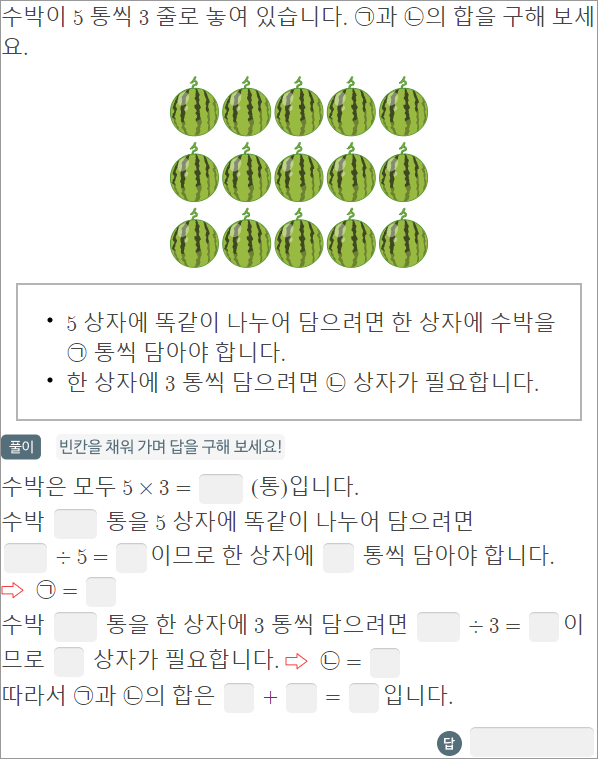 수박이 5 통씩 3 줄로 놓여 있습니다. ㉠과 ㉡의 합을 구해 보세
요.
• 5 상자에 똑같이 나누어 담으려면 한 상자에 수박을
㉠ 통씩 담아야 합니다.
• 한 상자에 3 통씩 담으려면 ㉡ 상자가 필요합니다.
풀이 빈칸을 채워 가며 답을 구해 보세요!
수박은 모두 5 × 3 = (통)입니다.
수박 통을 5 상자에 똑같이 나누어 담으려면
÷ 5 = 이므로 한 상자에 통씩 담아야 합니다.
⇨ ㉠ =
수박 통을 한 상자에 3 통씩 담으려면 ÷ 3 = 이
므로 상자가 필요합니다. ⇨ ㉡ =
따라서 ㉠과 ㉡의 합은 + = 입니다.
답